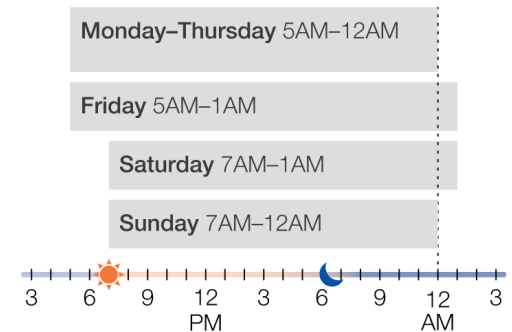 Monday–Thursday 5AM–12AM
Friday 5AM–1AM
Saturday 7AM–1AM
Sunday 7AM–12AM
3 6 9 12 3 6 9 12 3
PM AM